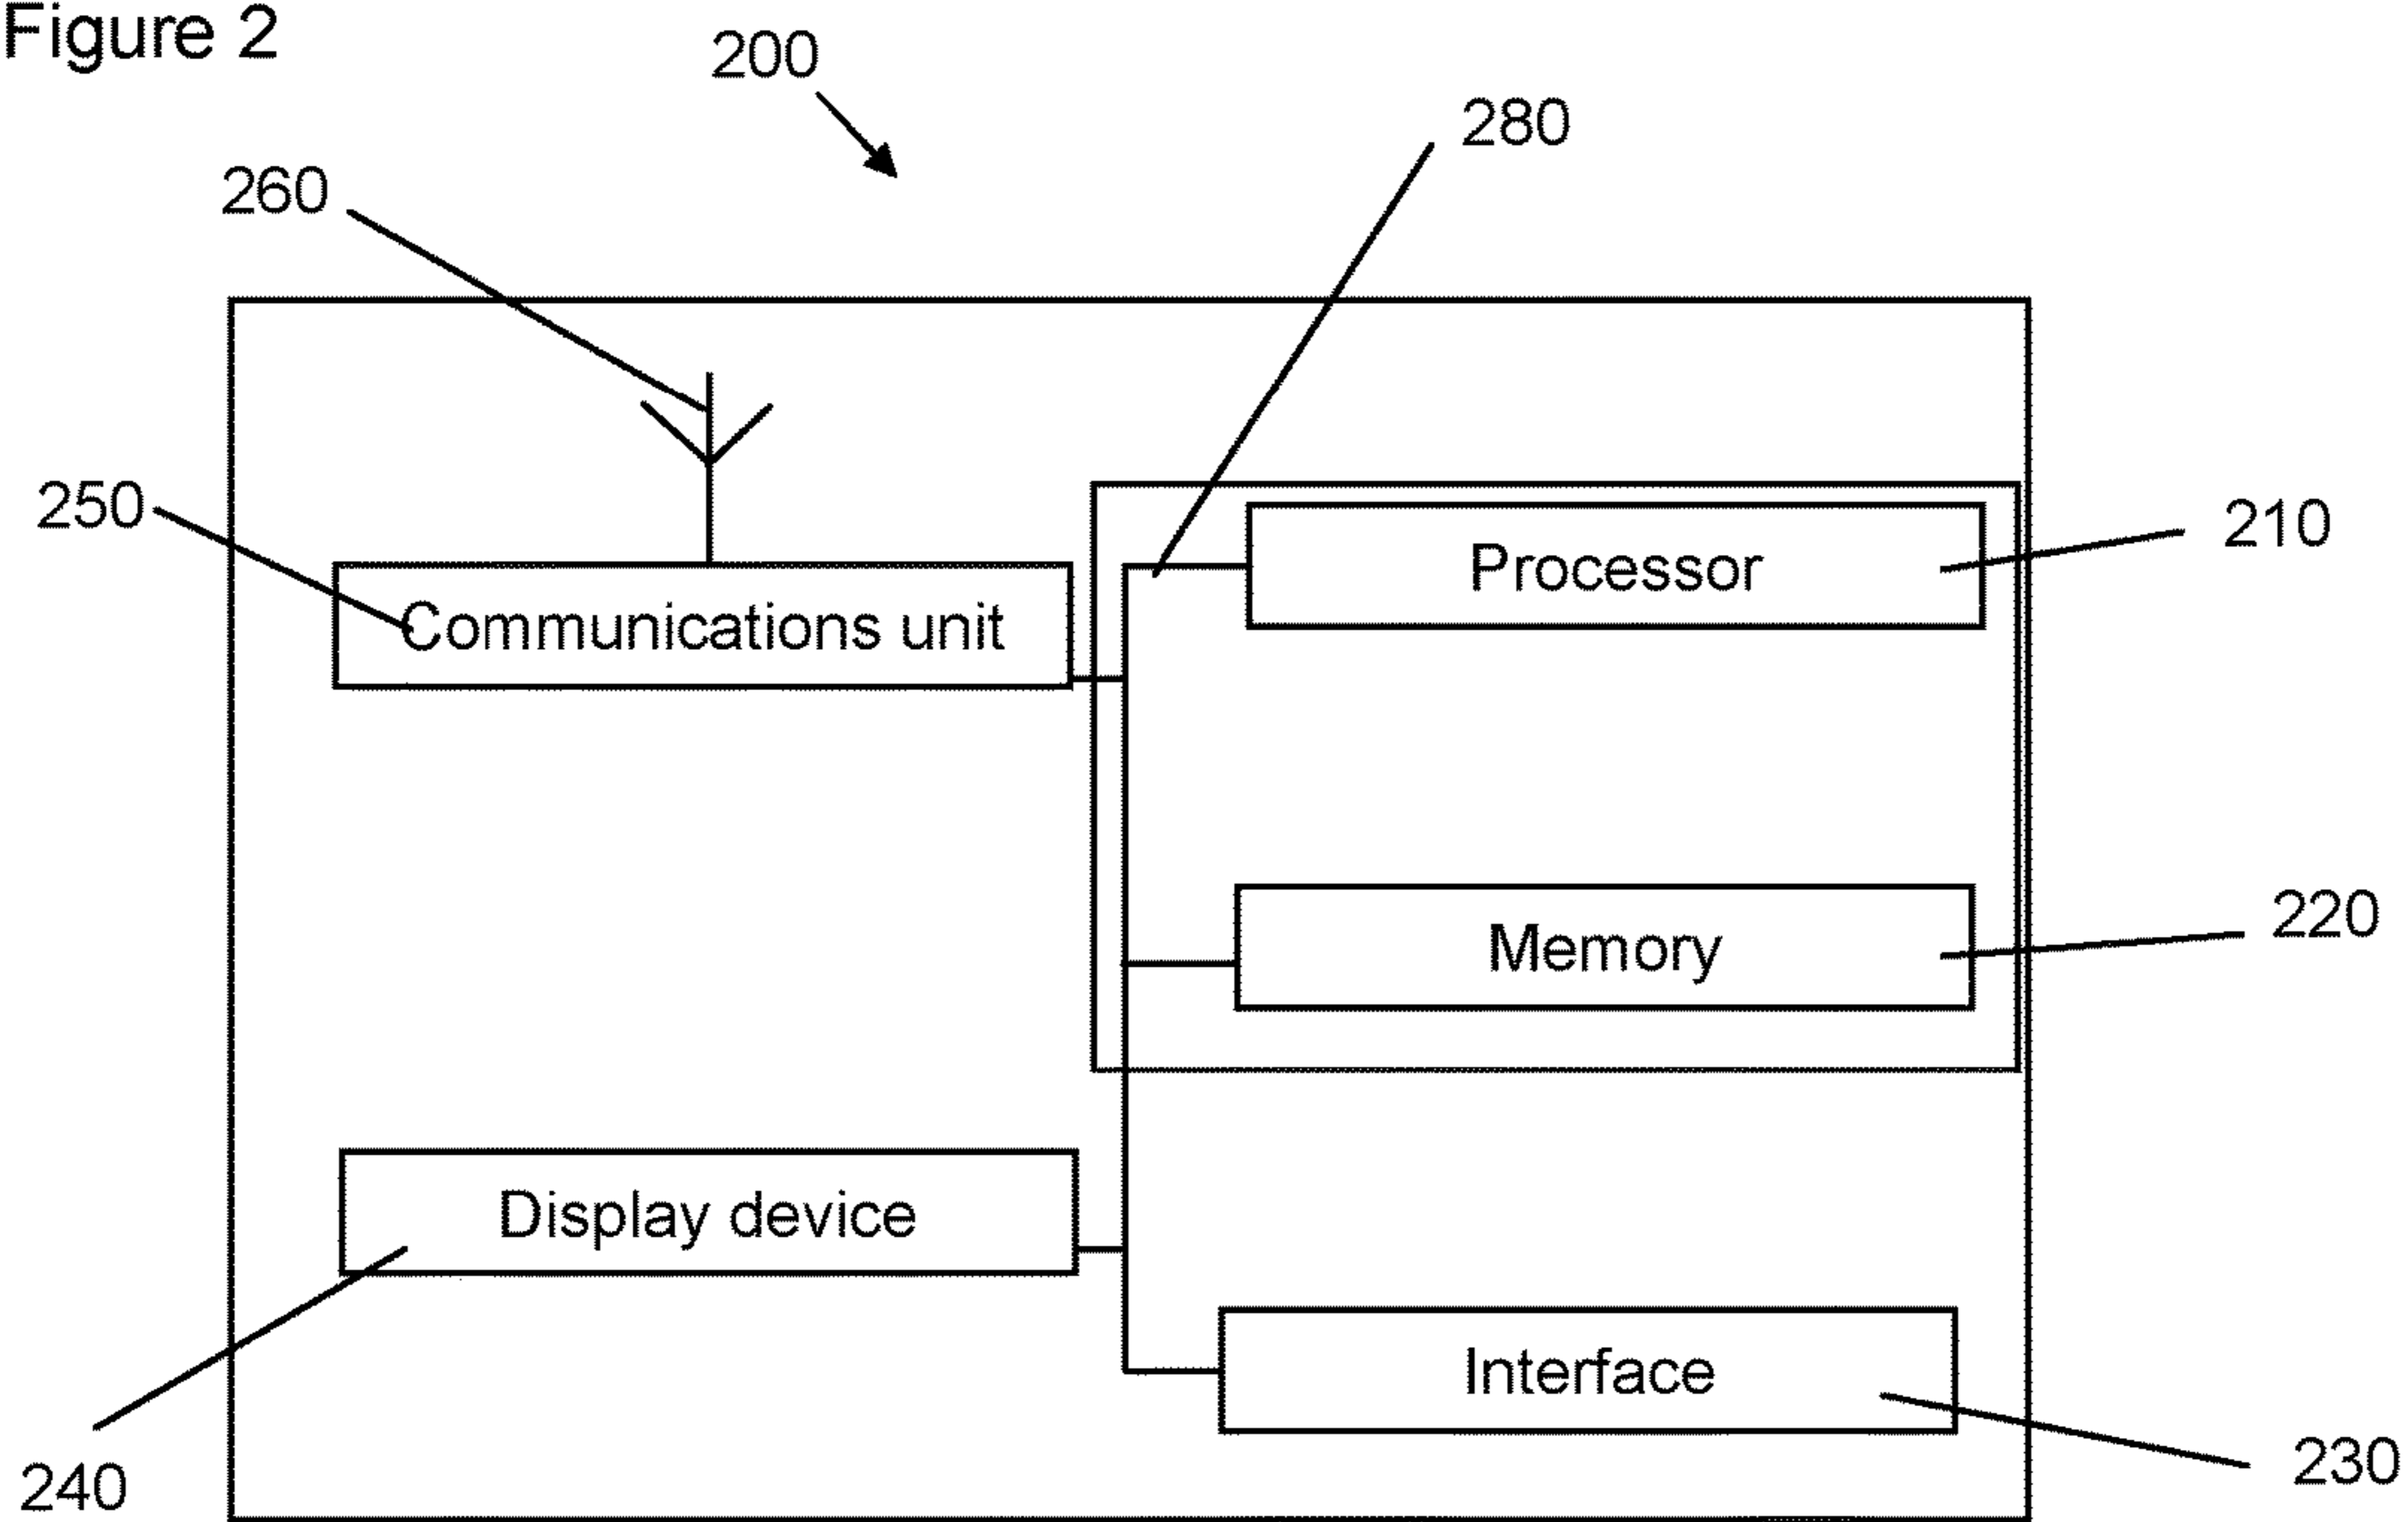 Figure 2
200
280
260
250
210
Processor
Communications unit
220
Memory
Display device
Interface
240
230